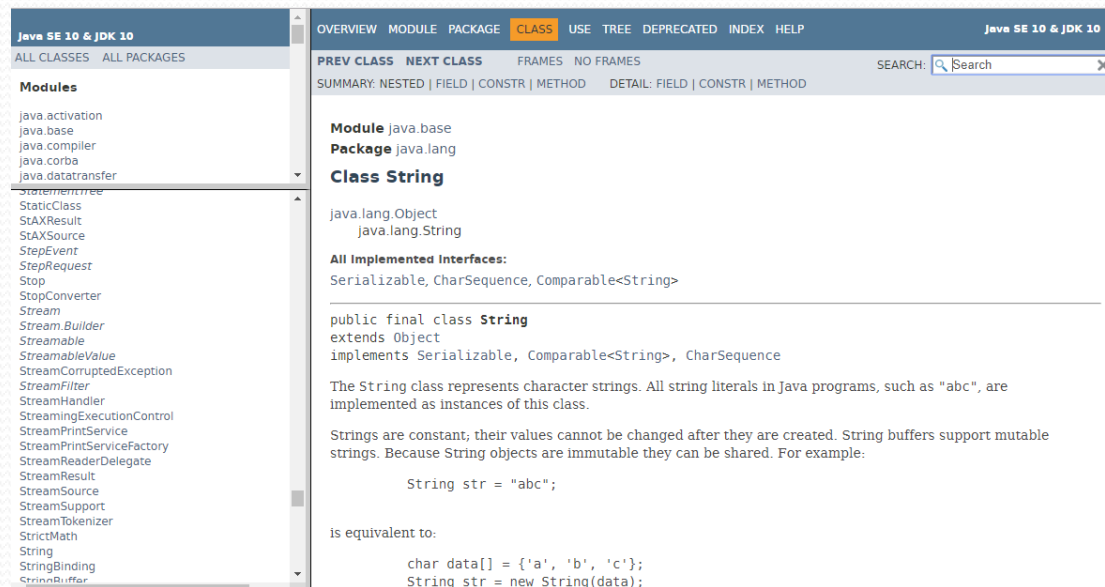 Java SE 10 & JDK 10
ALL CLASSES ALL PACKAGES
Modules
java.activation
java.base
java.compiler
java.corba
java.datatransfer
StatementTree
StaticClass
StAXResult
StAXSource
StepEvent
StepRequest
Stop
StopConverter
Stream
Stream.Builder
Streamable
StreamableValue
StreamCorruptedException
StreamFilter
StreamHandler
StreamingExecutionControl
StreamPrintService
StreamPrintServiceFactory
StreamReaderDelegate
StreamResult
StreamSource
StreamSupport
StreamTokenizer
StrictMath
String
StringBinding
StringBuffer
OVERVIEW MODULE PACKAGE CLASS USE TREE DEPRECATED INDEX HELP Java SE 10 & JDK 10
PREV CLASS NEXT CLASS FRAMES NO FRAMES SEARCH: Search
SUMMARY: NESTED | FIELD | CONSTR | METHOD DETAIL: FIELD | CONSTR | METHOD
Module java.base
Package java.lang
Class String
java.lang.Object
java.lang.String
All Implemented Interfaces:
Serializable, CharSequence, Comparable<String>
public final class String
extends Object
implements Serializable, Comparable<String>, CharSequence
The String class represents character strings. All string literals in Java programs, such as "abc", are
implemented as instances of this class.
Strings are constant; their values cannot be changed after they are created. String buffers support mutable
strings. Because String objects are immutable they can be shared. For example:
String str = "abc";
is equivalent to:
char data[] = {'a', 'b', 'c'};
String str = new String(data);